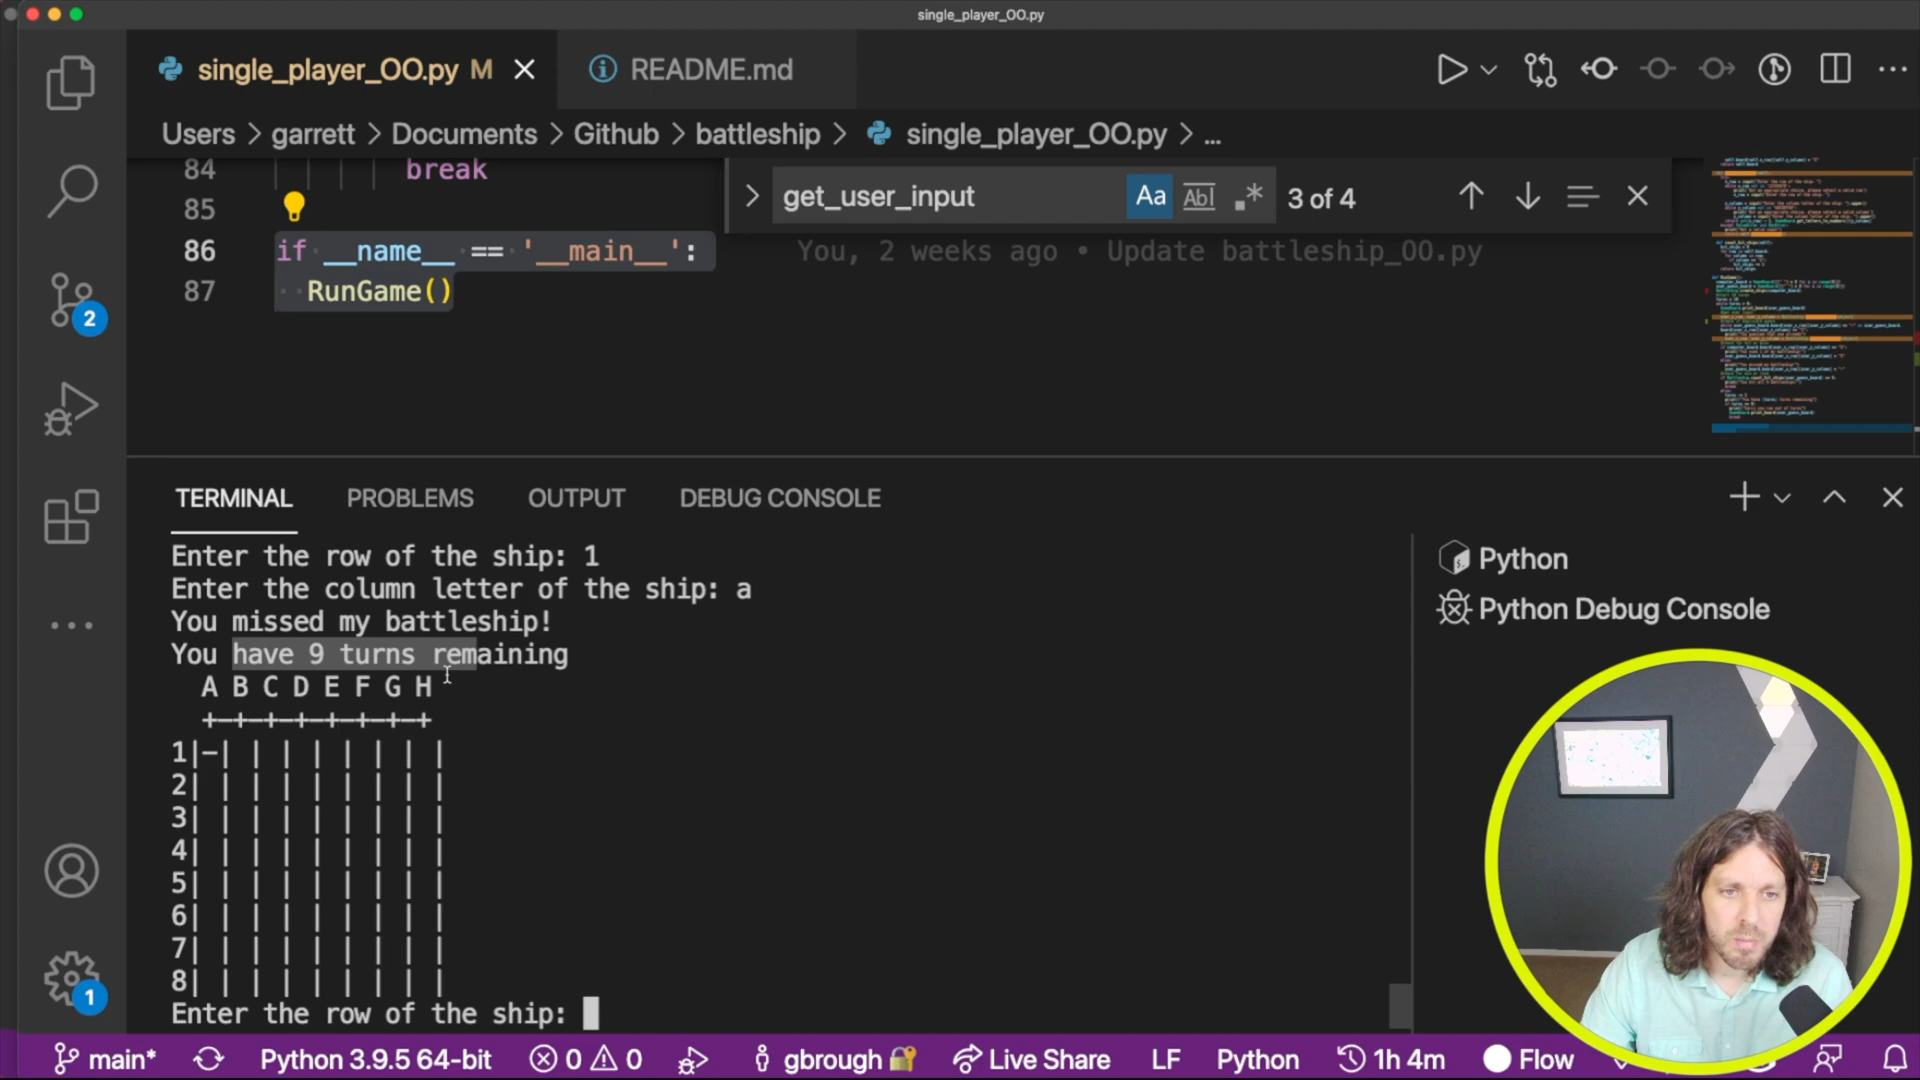 single_player_OO.py
single_player_OO.py M
README.md
Users > garrett > Documents > Github > battleship > single_player_OO.py > ...
84 break
85
86 if __name__ == '__main__': You, 2 weeks ago • Update battleship_OO.py
87 RunGame()
get_user_input Aa Abl .* 3 of 4
2
1
TERMINAL PROBLEMS OUTPUT DEBUG CONSOLE
Enter the row of the ship: 1
Enter the column letter of the ship: a
You missed my battleship!
You have 9 turns remaining
A B C D E F G H
+-+-+-+-+-+-+-+
1|-| | | | | | | |
2| | | | | | | | |
3| | | | | | | | |
4| | | | | | | | |
5| | | | | | | | |
6| | | | | | | | |
7| | | | | | | | |
8| | | | | | | | |
Enter the row of the ship:
Python
Python Debug Console
main* Python 3.9.5 64-bit 0 0 gbrough Live Share LF Python 1h 4m Flow